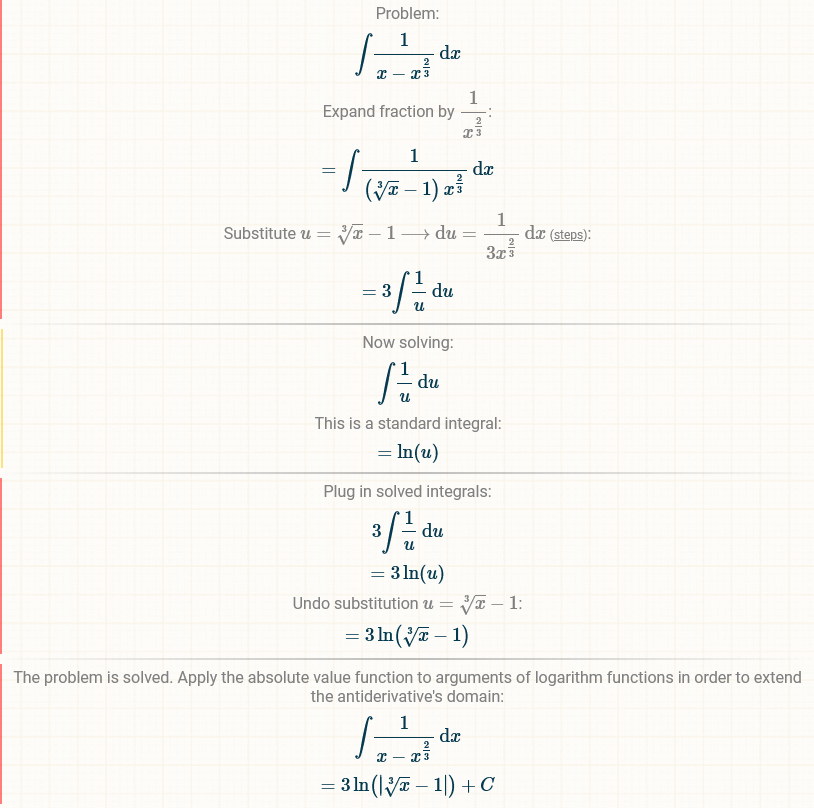 Problem:
∫ 1/(x − x^(2/3)) dx
Expand fraction by 1/x^(2/3):
= ∫ 1/((∛x − 1) x^(2/3)) dx
Substitute u = ∛x − 1 ⟶ du = 1/(3x^(2/3)) dx (steps):
= 3 ∫ 1/u du
Now solving:
∫ 1/u du
This is a standard integral:
= ln(u)
Plug in solved integrals:
3 ∫ 1/u du
= 3 ln(u)
Undo substitution u = ∛x − 1:
= 3 ln(∛x − 1)
The problem is solved. Apply the absolute value function to arguments of logarithm functions in order to extend
the antiderivative's domain:
∫ 1/(x − x^(2/3)) dx
= 3 ln(|∛x − 1|) + C